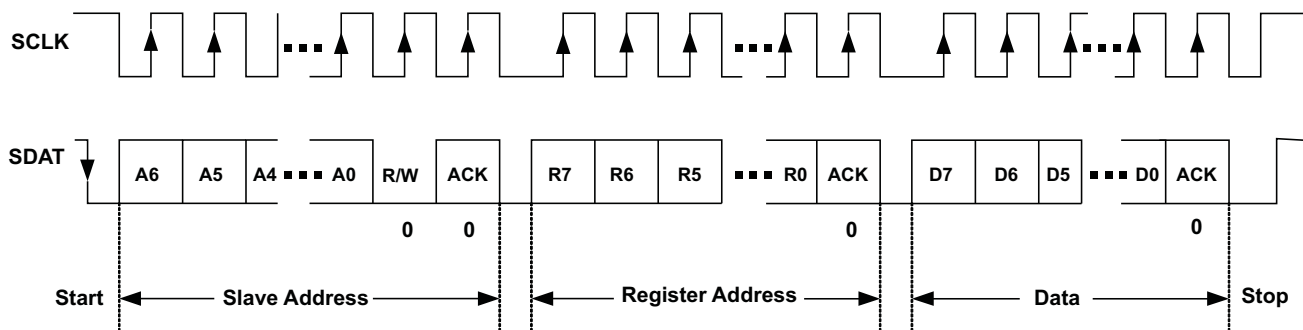 SCLK
SDAT
A6 A5 A4 A0 R/W ACK R7 R6 R5 R0 ACK D7 D6 D5 D0 ACK
0 0 0 0
Start Slave Address Register Address Data Stop